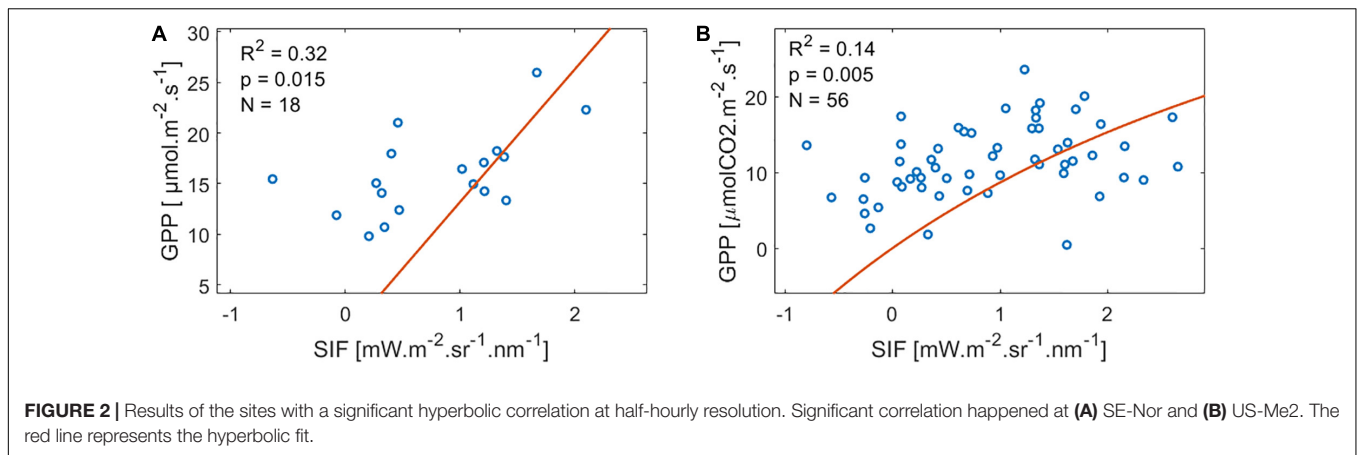 A
R² = 0.32
p = 0.015
N = 18
GPP [ μmol.m⁻².s⁻¹]
30
25
20
15
10
5
-1 0 1 2
SIF [mW.m⁻².sr⁻¹.nm⁻¹]
B
R² = 0.14
p = 0.005
N = 56
GPP [μmolCO2.m⁻².s⁻¹]
20
10
0
-1 0 1 2
SIF [mW.m⁻².sr⁻¹.nm⁻¹]
FIGURE 2 | Results of the sites with a significant hyperbolic correlation at half-hourly resolution. Significant correlation happened at (A) SE-Nor and (B) US-Me2. The
red line represents the hyperbolic fit.